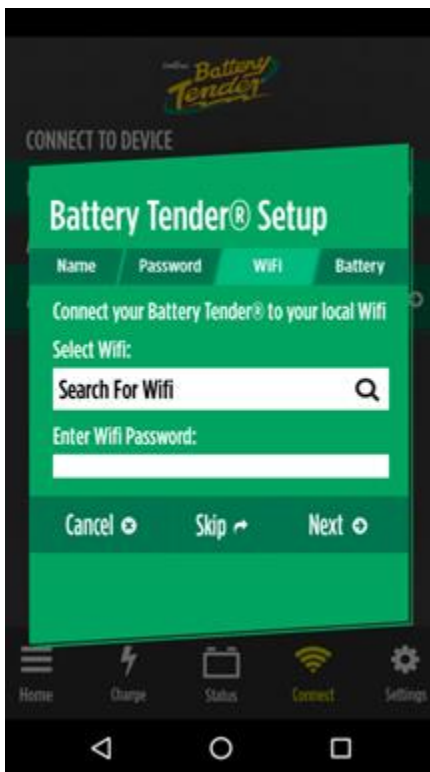 Battery
Tender
CONNECT TO DEVICE
Battery Tender® Setup
Name Password WiFi Battery
Connect your Battery Tender® to your local Wifi
Select Wifi:
Search For Wifi
Enter Wifi Password:
Cancel Skip Next
Home Charge Status Connect Settings